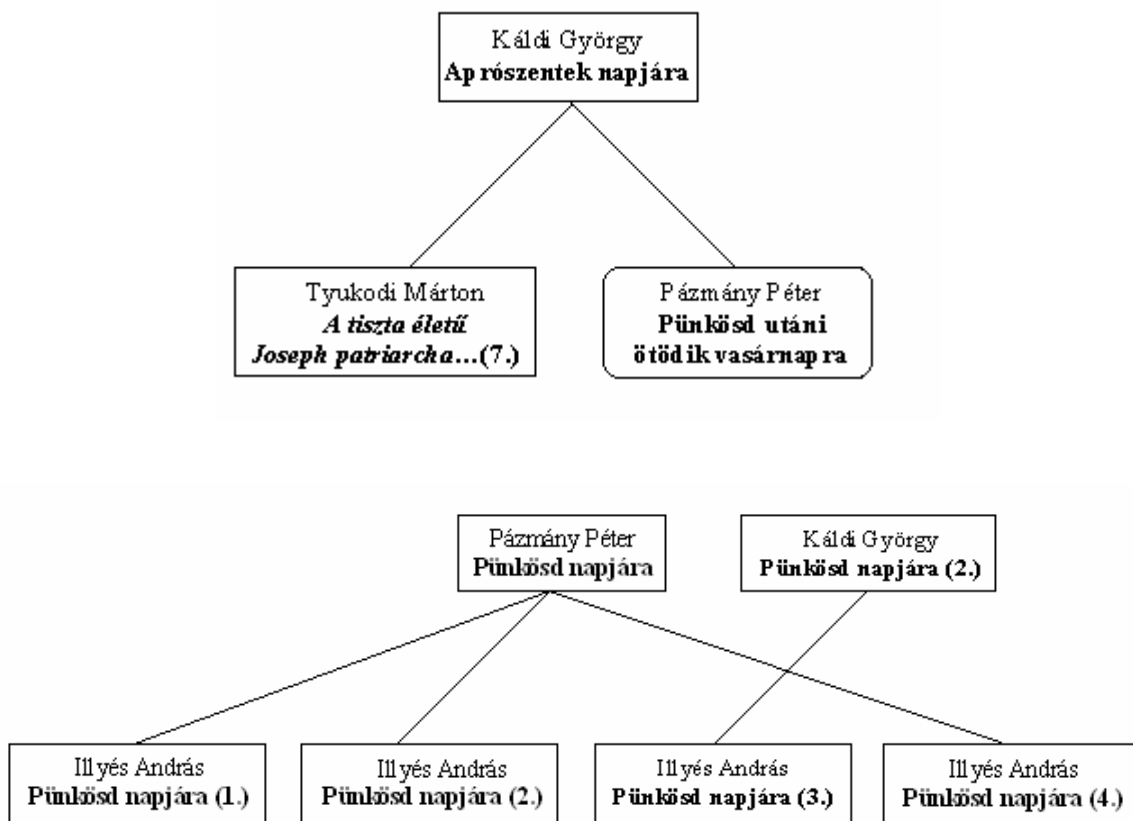 Káldi György
Aprószentek napjára
Tyukodi Márton
A tiszta életű
Joseph patriarcha…(7.)
Pázmány Péter
Pünkösd utáni
ötödik vasárnapra
Pázmány Péter
Pünkösd napjára
Káldi György
Pünkösd napjára (2.)
Illyés András
Pünkösd napjára (1.)
Illyés András
Pünkösd napjára (2.)
Illyés András
Pünkösd napjára (3.)
Illyés András
Pünkösd napjára (4.)